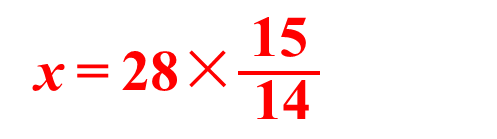 x = 28 × 15/14